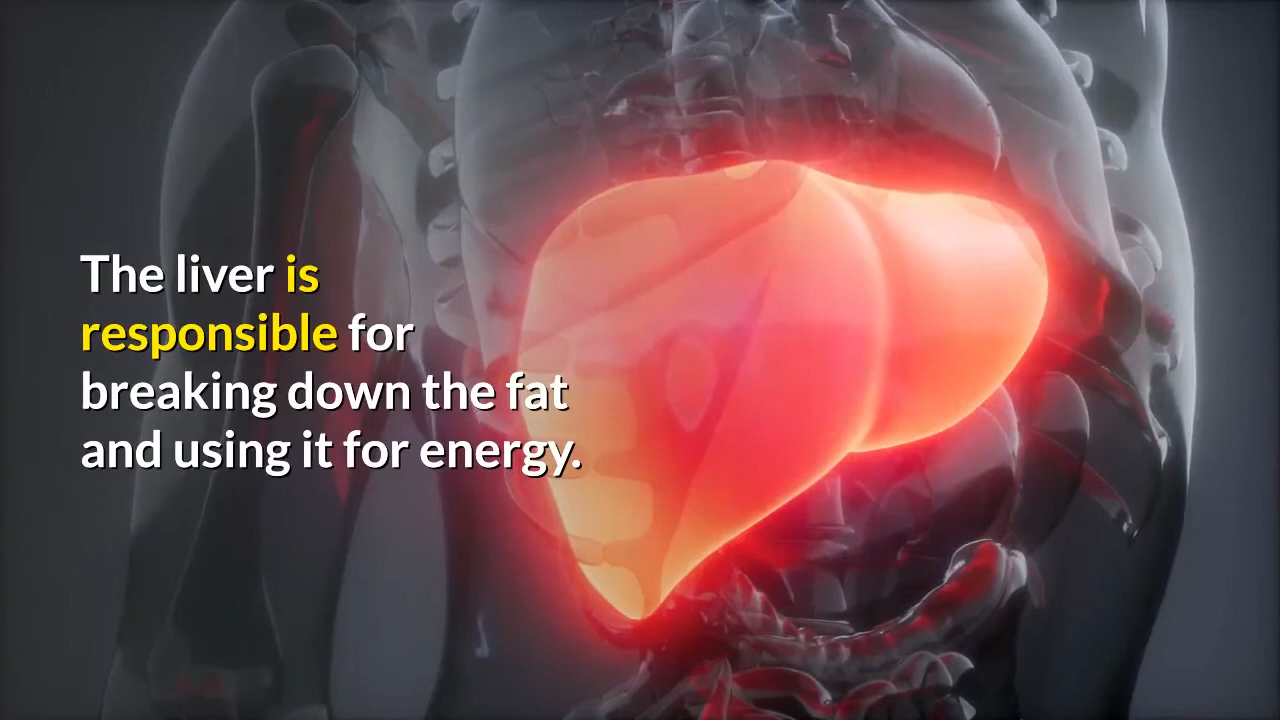 The liver is
responsible for
breaking down the fat
and using it for energy.